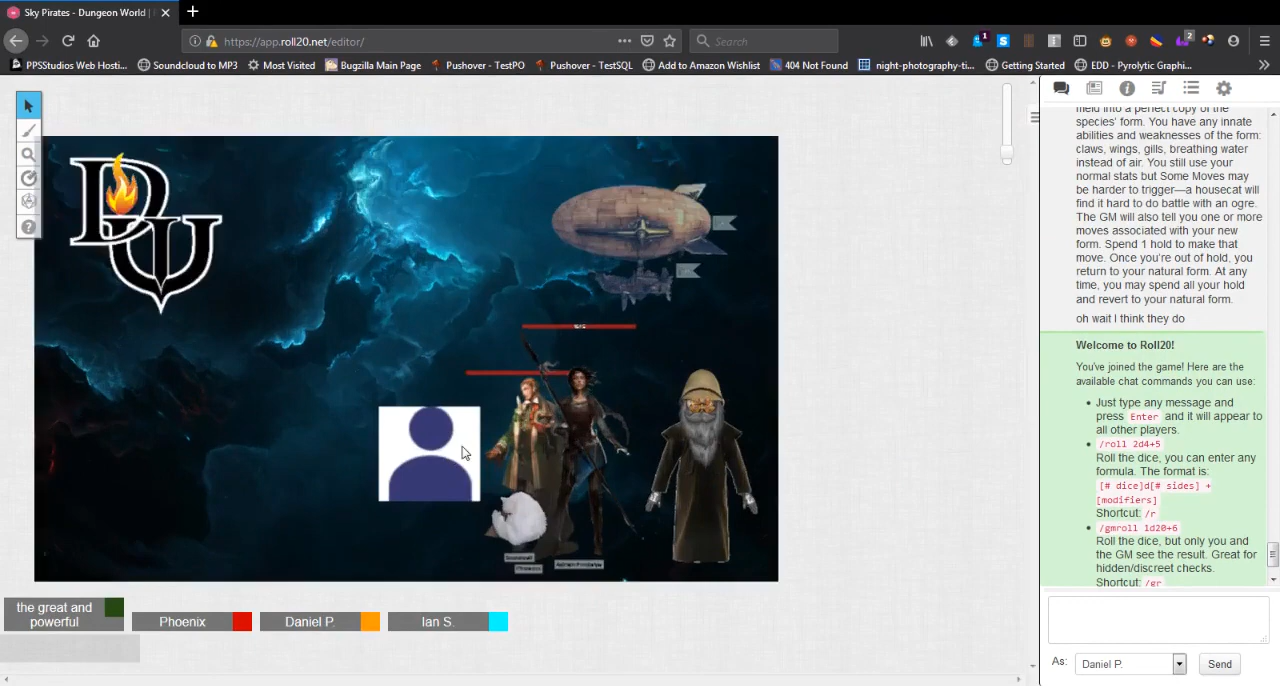 Sky Pirates - Dungeon World |
https://app.roll20.net/editor/
Search
1
2
PPSStudios Web Hosti...
Soundcloud to MP3
Most Visited
Bugzilla Main Page
Pushover - TestPO
Pushover - TestSQL
Add to Amazon Wishlist
404 Not Found
night-photography-ti...
Getting Started
EDD - Pyrolytic Graphi...
DW
meld into a perfect copy of the
species' form. You have any innate
abilities and weaknesses of the form:
claws, wings, gills, breathing water
instead of air. You still use your
normal stats but Some Moves may
be harder to trigger—a housecat will
find it hard to do battle with an ogre.
The GM will also tell you one or more
moves associated with your new
form. Spend 1 hold to make that
move. Once you're out of hold, you
return to your natural form. At any
time, you may spend all your hold
and revert to your natural form.
oh wait I think they do
Welcome to Roll20!
You've joined the game! Here are the
available chat commands you can use:
• Just type any message and
press Enter and it will appear to
all other players.
• /roll 2d4+5
Roll the dice, you can enter any
formula. The format is:
[# dice]d[# sides] +
[modifiers]
Shortcut: /r
• /gmroll 1d20+6
Roll the dice, but only you and
the GM see the result. Great for
hidden/discreet checks.
Shortcut: /gr
the great and
powerful
Phoenix
Daniel P.
Ian S.
As:
Daniel P.
Send